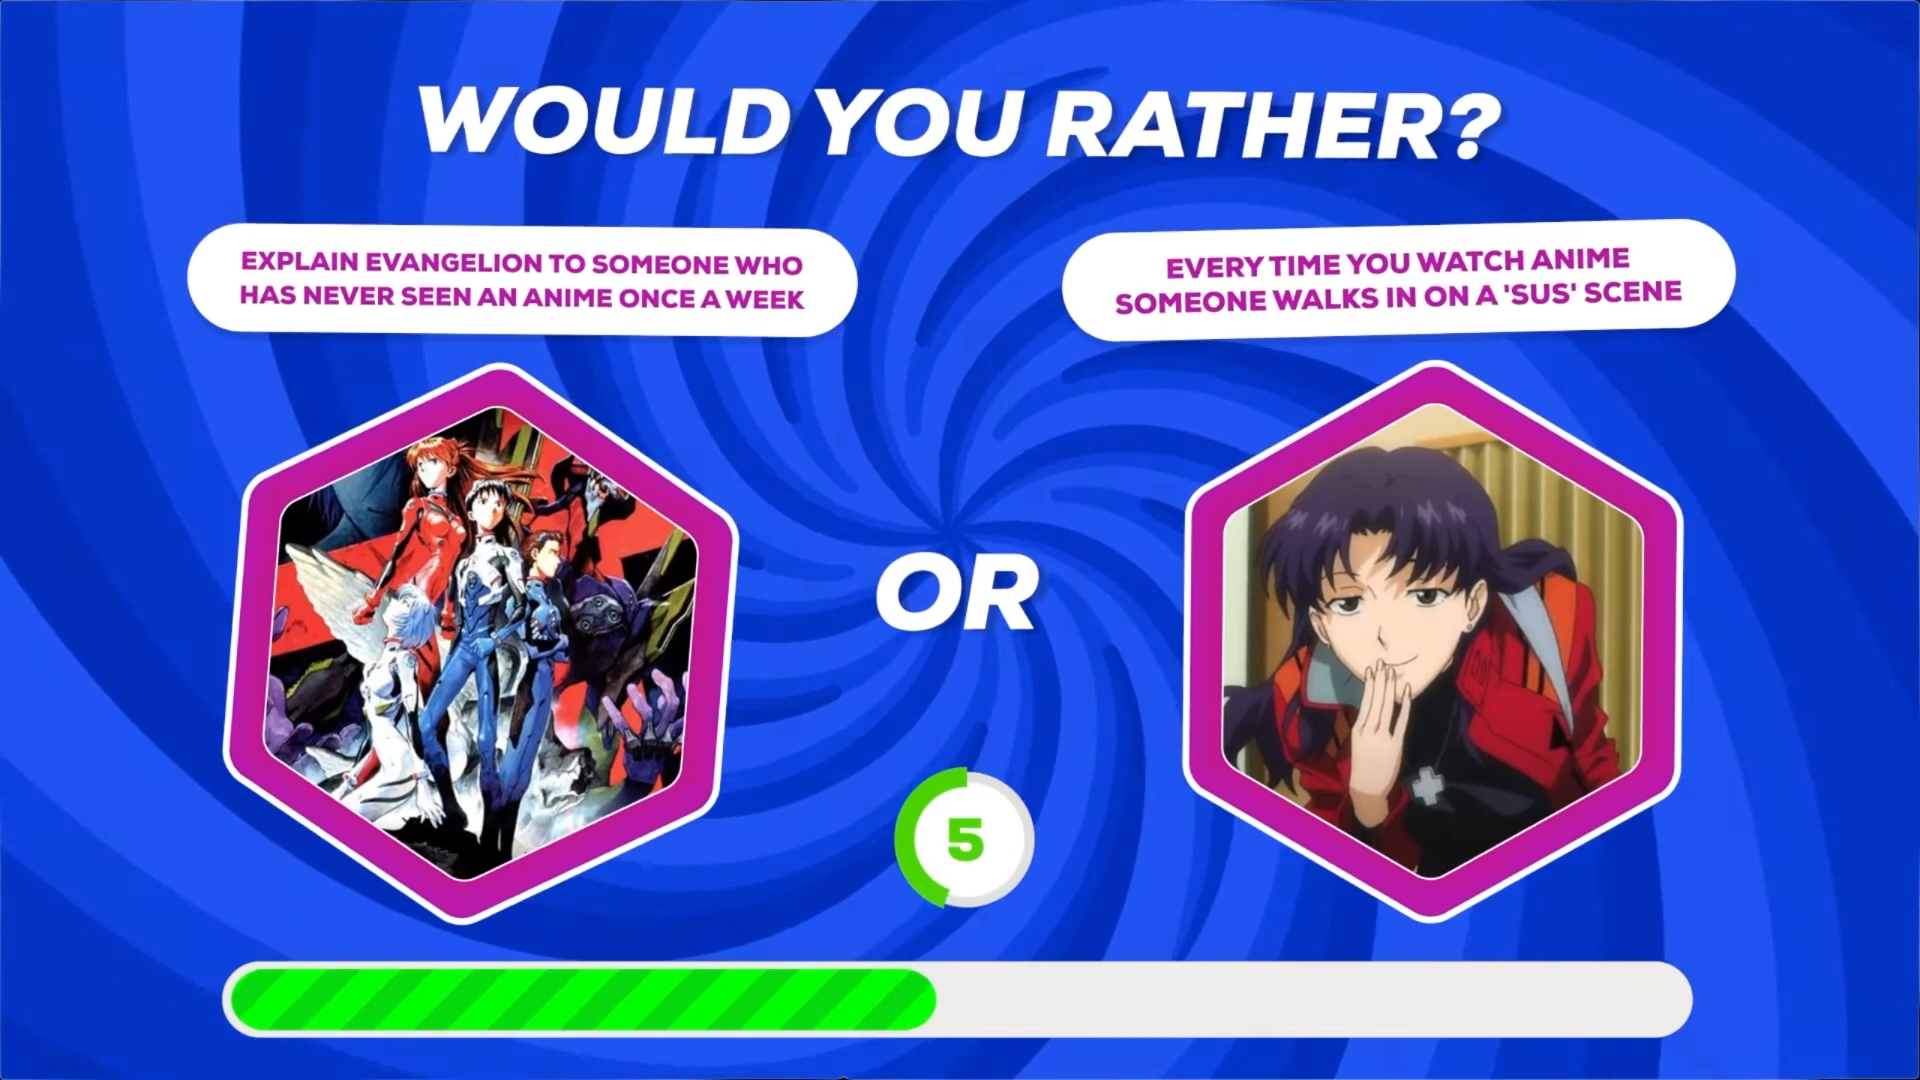 WOULD YOU RATHER?
EXPLAIN EVANGELION TO SOMEONE WHO
HAS NEVER SEEN AN ANIME ONCE A WEEK
EVERY TIME YOU WATCH ANIME
SOMEONE WALKS IN ON A 'SUS' SCENE
OR
5